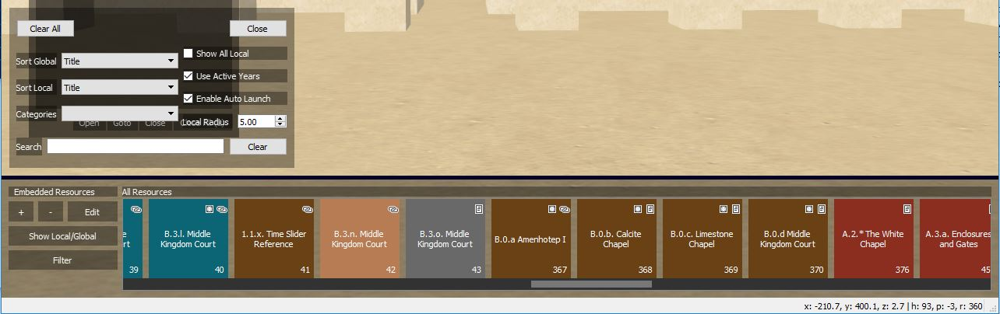 Clear All
Close
Sort Global
Title
Show All Local
Use Active Years
Sort Local
Title
Enable Auto Launch
Categories
Open
Goto
Close
Local Radius
5.00
Search
Clear
Embedded Resources
All Resources
+
-
Edit
Show Local/Global
Filter
39
B.3.l. Middle
Kingdom Court
40
1.1.x. Time Slider
Reference
41
B.3.n. Middle
Kingdom Court
42
B.3.o. Middle
Kingdom Court
43
B.0.a Amenhotep I
367
B.0.b. Calcite
Chapel
368
B.0.c. Limestone
Chapel
369
B.0.d Middle
Kingdom Court
370
A.2.* The White
Chapel
376
A.3.a. Enclosures
and Gates
45
x: -210.7, y: 400.1, z: 2.7 | h: 93, p: -3, r: 360